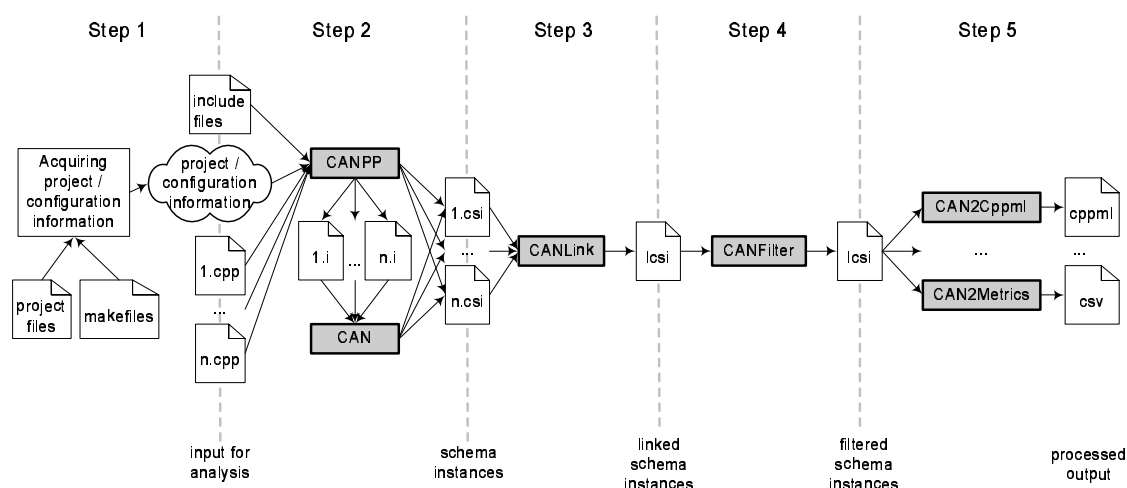 Step 1
Step 2
Step 3
Step 4
Step 5
include
files
Acquiring
project /
configuration
information
project /
configuration
information
CANPP
1.cpp
...
n.cpp
project
files
makefiles
1.i
...
n.i
CAN
1.csi
...
n.csi
CANLink
lcsi
CANFilter
lcsi
CAN2Cppml
cppml
...
...
CAN2Metrics
csv
input for
analysis
schema
instances
linked
schema
instances
filtered
schema
instances
processed
output